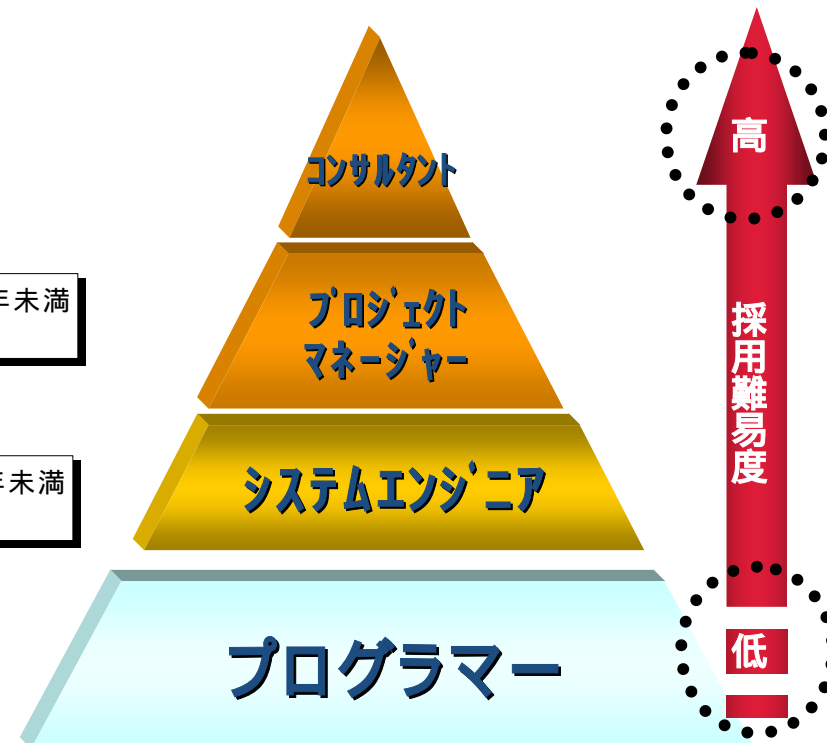 コンサルタント
高
年未満
プロジェクト
マネージャー
採用難易度
年未満
システムエンジニア
プログラマー
低